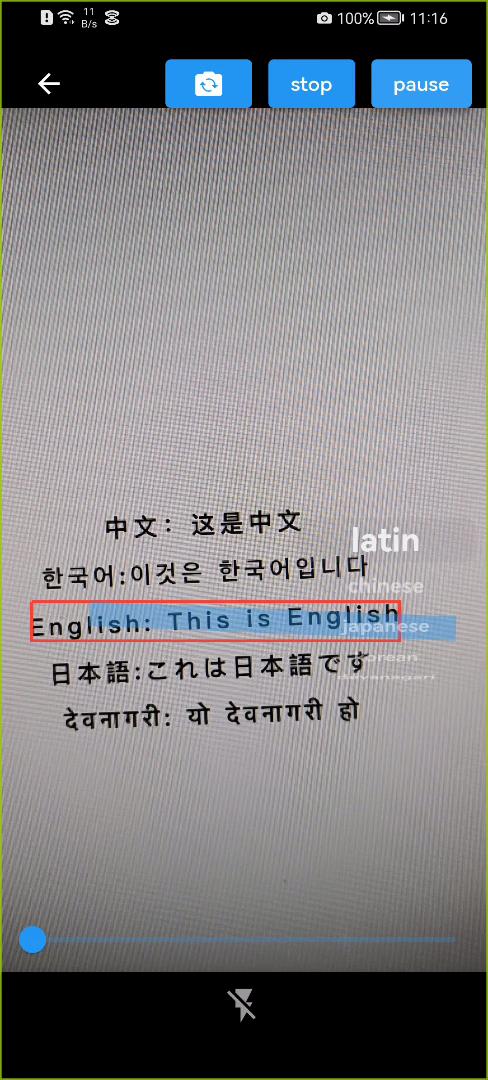 11 B/s 100% 11:16
stop pause
中文：这是中文
한국어:이것은 한국어입니다
English: This is English
日本語:これは日本語です
देवनागरी: यो देवनागरी हो
latin
chinese
japanese
korean
devanagari